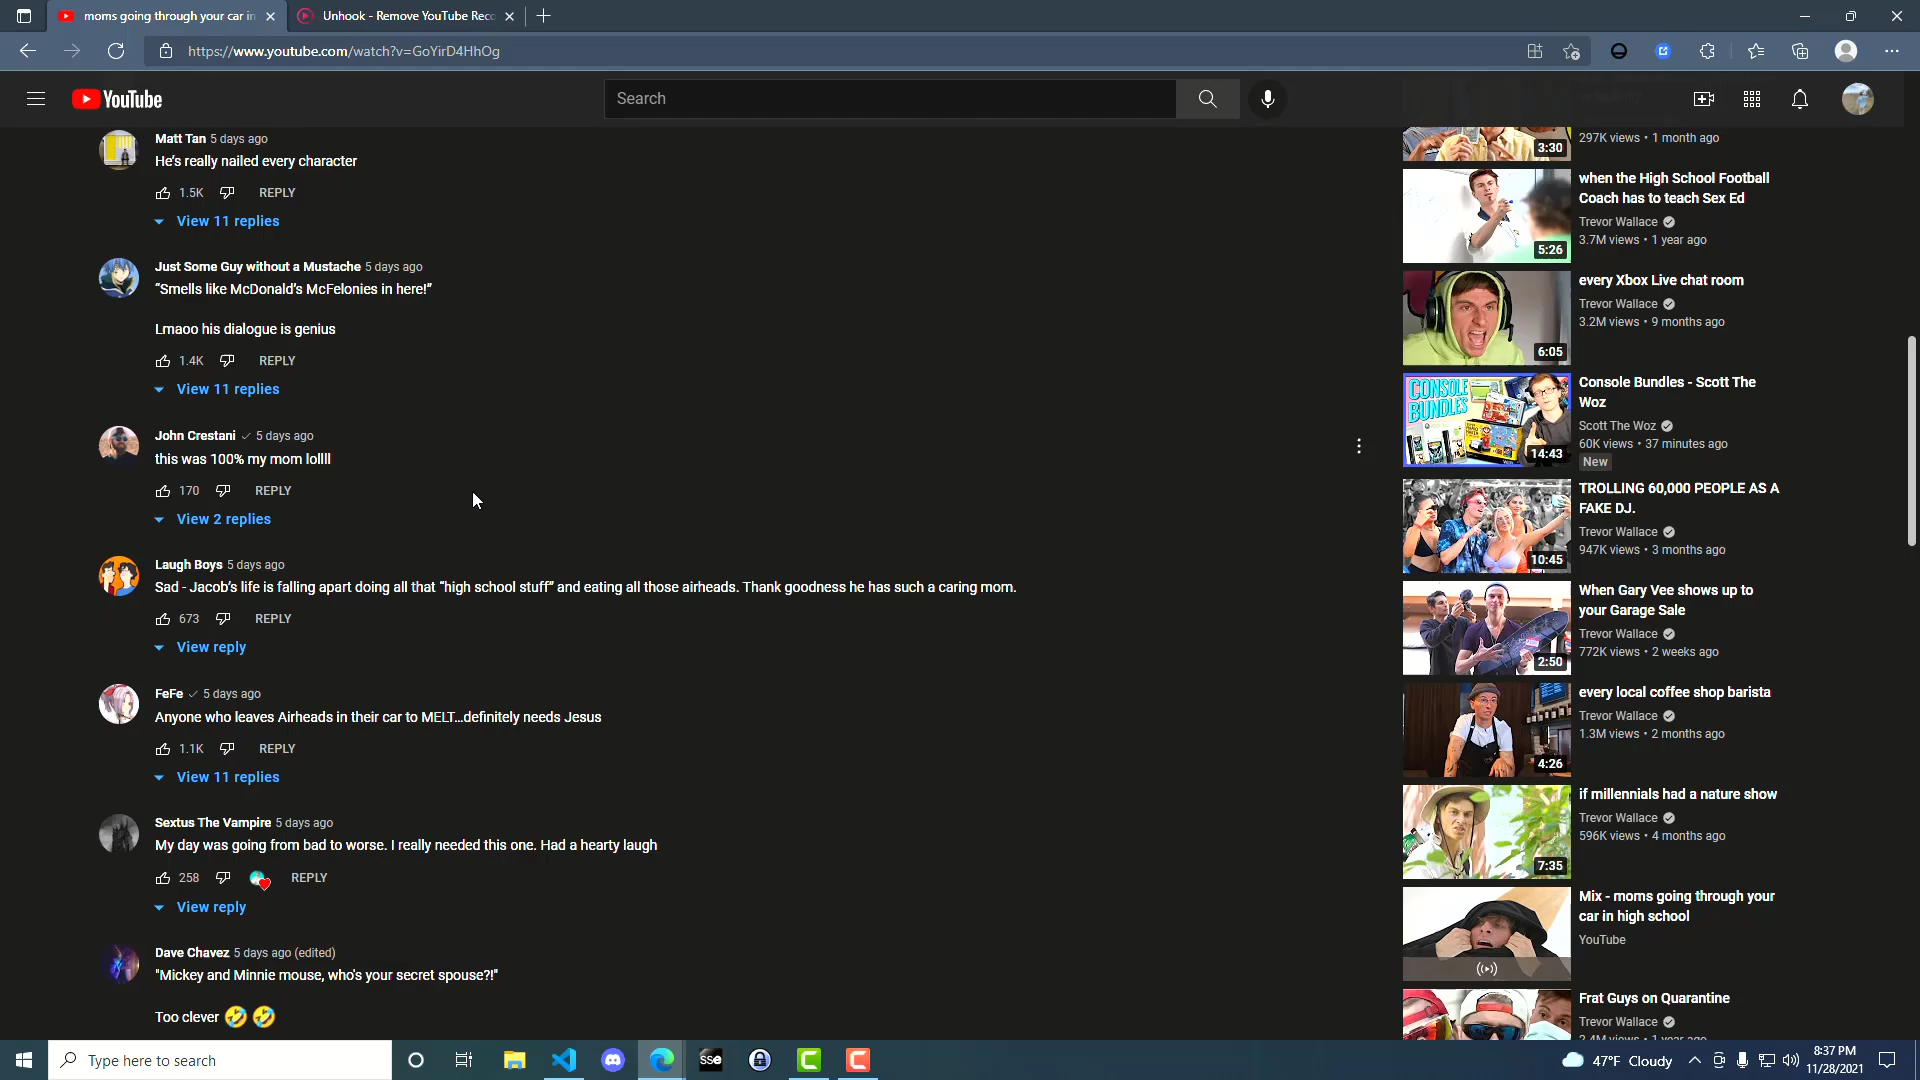 moms going through your car in
Unhook - Remove YouTube Reco
https://www.youtube.com/watch?v=GoYirD4HhOg
YouTube
Search
Matt Tan 5 days ago
He's really nailed every character
1.5K REPLY
View 11 replies
Just Some Guy without a Mustache 5 days ago
“Smells like McDonald's McFelonies in here!”
Lmaoo his dialogue is genius
1.4K REPLY
View 11 replies
John Crestani 5 days ago
this was 100% my mom lollll
170 REPLY
View 2 replies
Laugh Boys 5 days ago
Sad - Jacob's life is falling apart doing all that “high school stuff” and eating all those airheads. Thank goodness he has such a caring mom.
673 REPLY
View reply
FeFe 5 days ago
Anyone who leaves Airheads in their car to MELT...definitely needs Jesus
1.1K REPLY
View 11 replies
Sextus The Vampire 5 days ago
My day was going from bad to worse. I really needed this one. Had a hearty laugh
258 REPLY
View reply
Dave Chavez 5 days ago (edited)
"Mickey and Minnie mouse, who's your secret spouse?!"
Too clever 🤣 🤣
3:30
297K views • 1 month ago
5:26
when the High School Football
Coach has to teach Sex Ed
Trevor Wallace
3.7M views • 1 year ago
6:05
every Xbox Live chat room
Trevor Wallace
3.2M views • 9 months ago
CONSOLE
BUNDLES
14:43
Console Bundles - Scott The
Woz
Scott The Woz
60K views • 37 minutes ago
New
10:45
TROLLING 60,000 PEOPLE AS A
FAKE DJ.
Trevor Wallace
947K views • 3 months ago
2:50
When Gary Vee shows up to
your Garage Sale
Trevor Wallace
772K views • 2 weeks ago
4:26
every local coffee shop barista
Trevor Wallace
1.3M views • 2 months ago
7:35
if millennials had a nature show
Trevor Wallace
596K views • 4 months ago
Mix - moms going through your
car in high school
YouTube
Frat Guys on Quarantine
Trevor Wallace
2.4M views • 1 year ago
Type here to search
SSE
47°F Cloudy
8:37 PM
11/28/2021